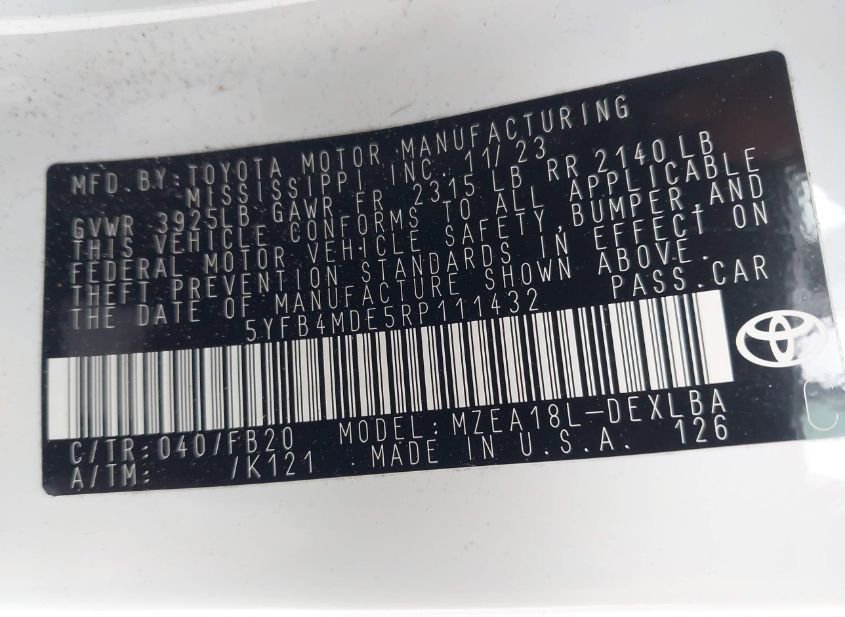 MFD. BY: TOYOTA MOTOR MANUFACTURING
MISSISSIPPI, INC. 11/23
GVWR 3925LB GAWR FR 2315 LB RR 2140 LB
THIS VEHICLE CONFORMS TO ALL APPLICABLE
FEDERAL MOTOR VEHICLE SAFETY, BUMPER, AND
THEFT PREVENTION STANDARDS IN EFFECT ON
THE DATE OF MANUFACTURE SHOWN ABOVE.
5YFB4MDE5RP111432 PASS. CAR
C/TR: 040/FB20 MODEL: MZEA18L-DEXLBA
A/TM: /K121 MADE IN U.S.A. 126